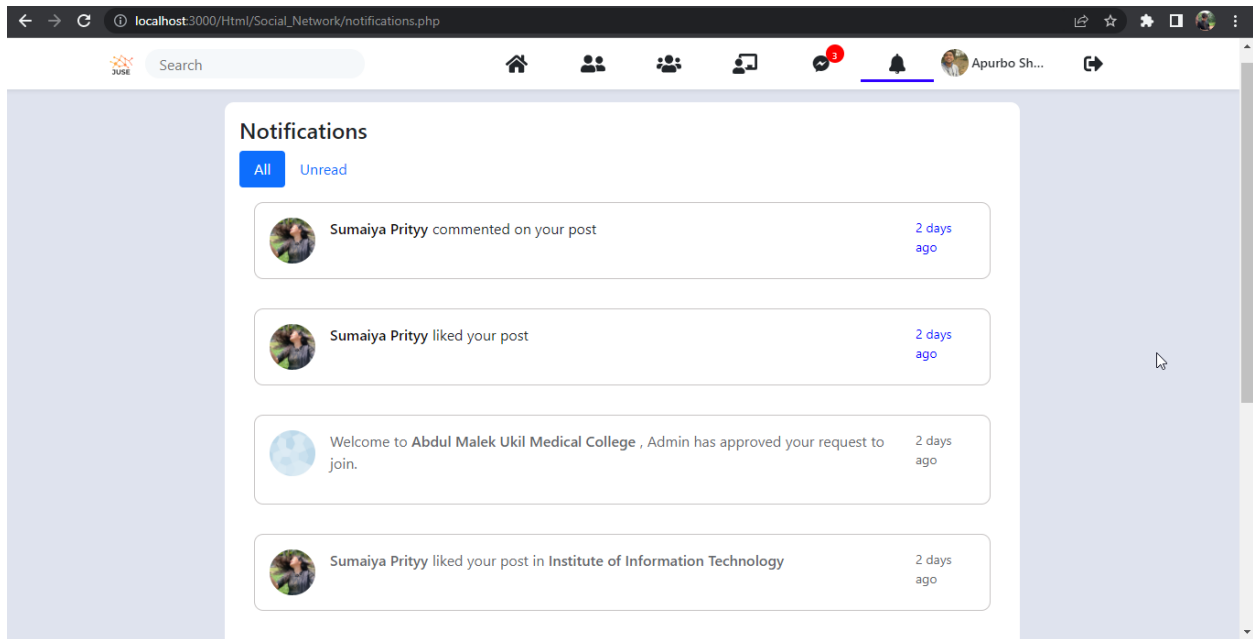 localhost:3000/Html/Social_Network/notifications.php
JUSE
Search
3
Apurbo Sh...
Notifications
All
Unread
Sumaiya Prityy commented on your post
2 days
ago
Sumaiya Prityy liked your post
2 days
ago
Welcome to Abdul Malek Ukil Medical College , Admin has approved your request to
join.
2 days
ago
Sumaiya Prityy liked your post in Institute of Information Technology
2 days
ago